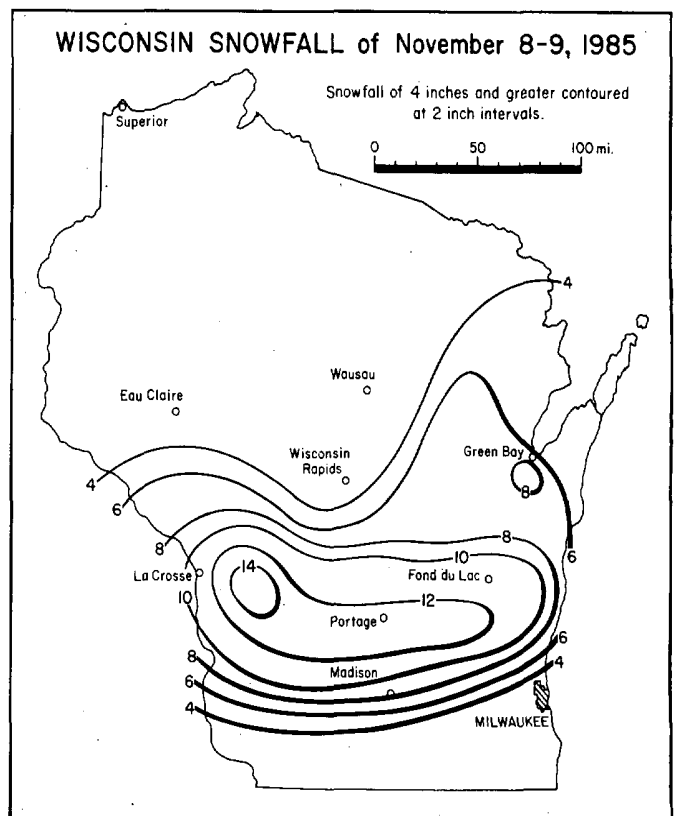 WISCONSIN SNOWFALL of November 8-9, 1985
Snowfall of 4 inches and greater contoured
at 2 inch intervals.
0 50 100 mi.
Superior
4
Wausau
Eau Claire
Wisconsin
Rapids
Green Bay
4
8
6
8
8
10
6
14
La Crosse
Fond du Lac
10
12
Portage
6
8
Madison
4
6
4
MILWAUKEE